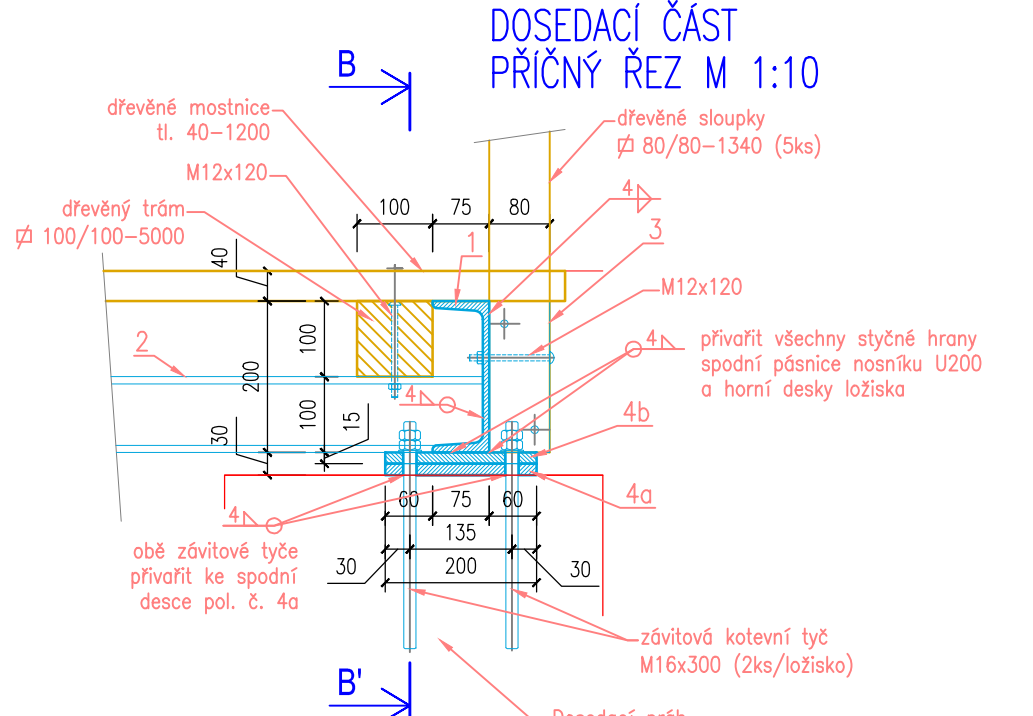 DOSEDACÍ ČÁST
PŘÍČNÝ ŘEZ M 1:10
B
dřevěné mostnice
tl. 40-1200
M12x120
dřevěný trám
⌷ 100/100-5000
dřevěné sloupky
⌷ 80/80-1340 (5ks)
100
75
80
4
3
1
40
M12x120
2
100
200
100
15
30
4
4
přivařit všechny styčné hrany
spodní pásnice nosníku U200
a horní desky ložiska
4b
4a
60
75
60
4
135
obě závitové tyče
přivařit ke spodní
desce pol. č. 4a
30
200
30
závitová kotevní tyč
M16x300 (2ks/ložisko)
B'